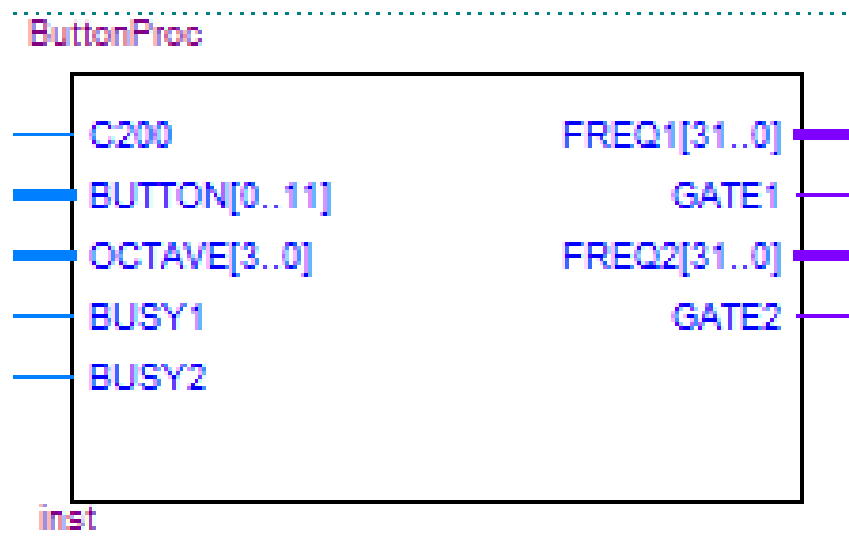 ButtonProc
C200 FREQ1[31..0]
BUTTON[0..11] GATE1
OCTAVE[3..0] FREQ2[31..0]
BUSY1 GATE2
BUSY2
inst